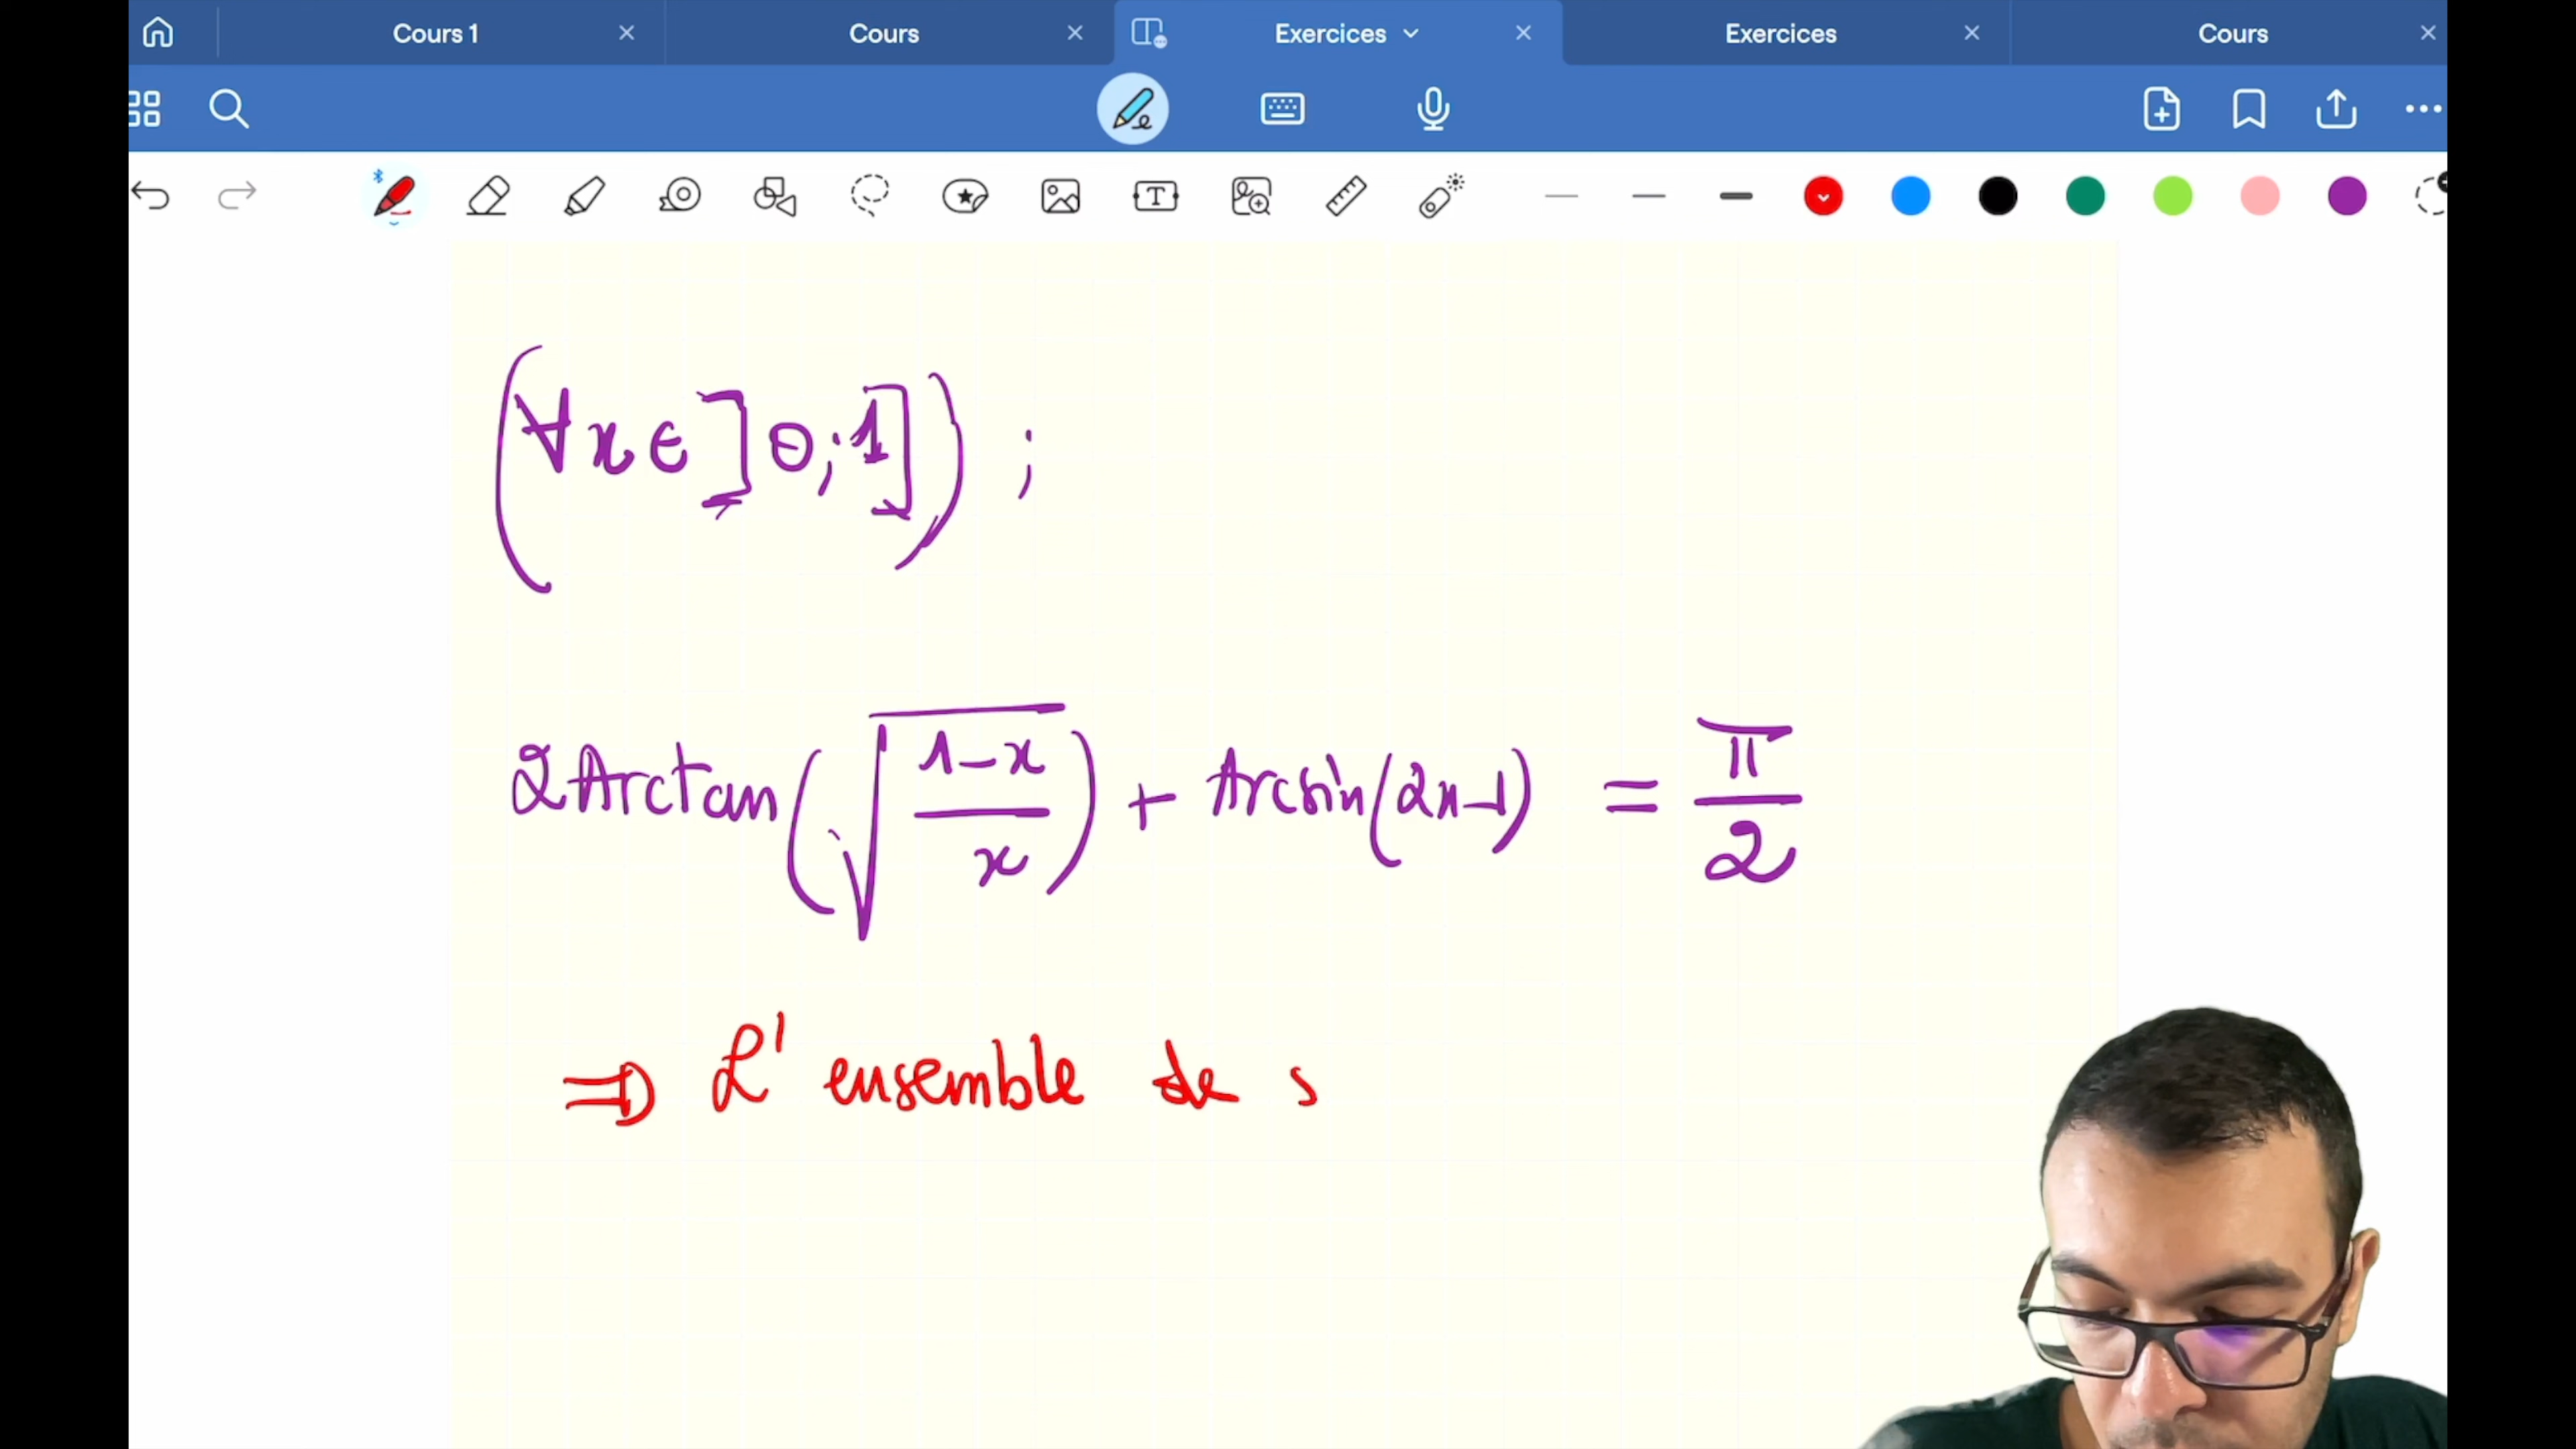 Cours 1 Cours Exercices Exercices Cours
T
(∀x∈]0;1]) ;
2Arctan(√((1-x)/x)) + Arcsin(2x-1) = π/2
⇒ L' ensemble de s